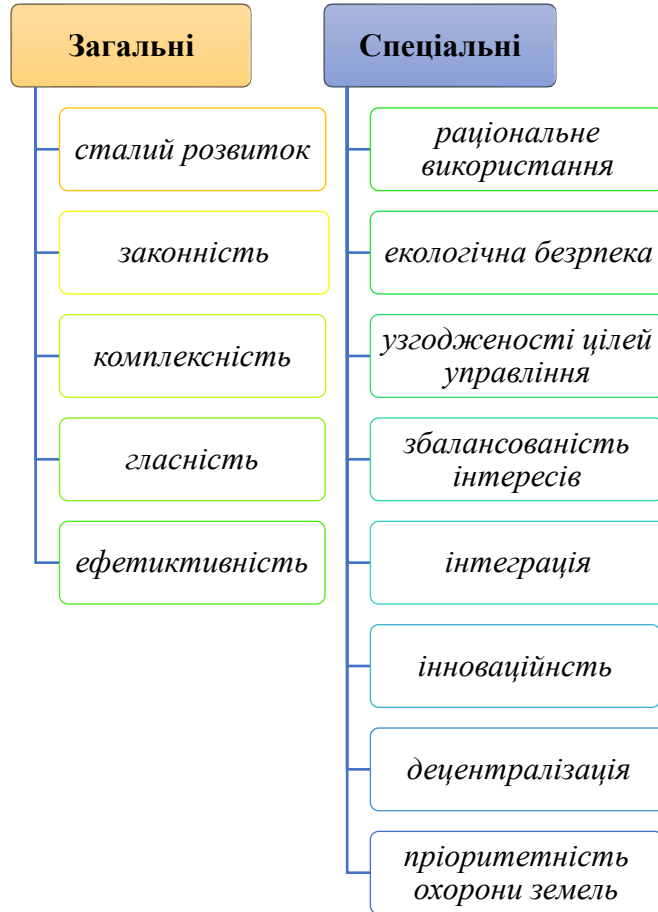 Загальні
сталий розвиток
законність
комплексність
гласність
ефетиктивність
Спеціальні
раціональне
використання
екологічна безрпека
узгодженості цілей
управління
збалансованість
інтересів
інтеграція
інноваційнсть
децентралізація
пріоритетність
охорони земель